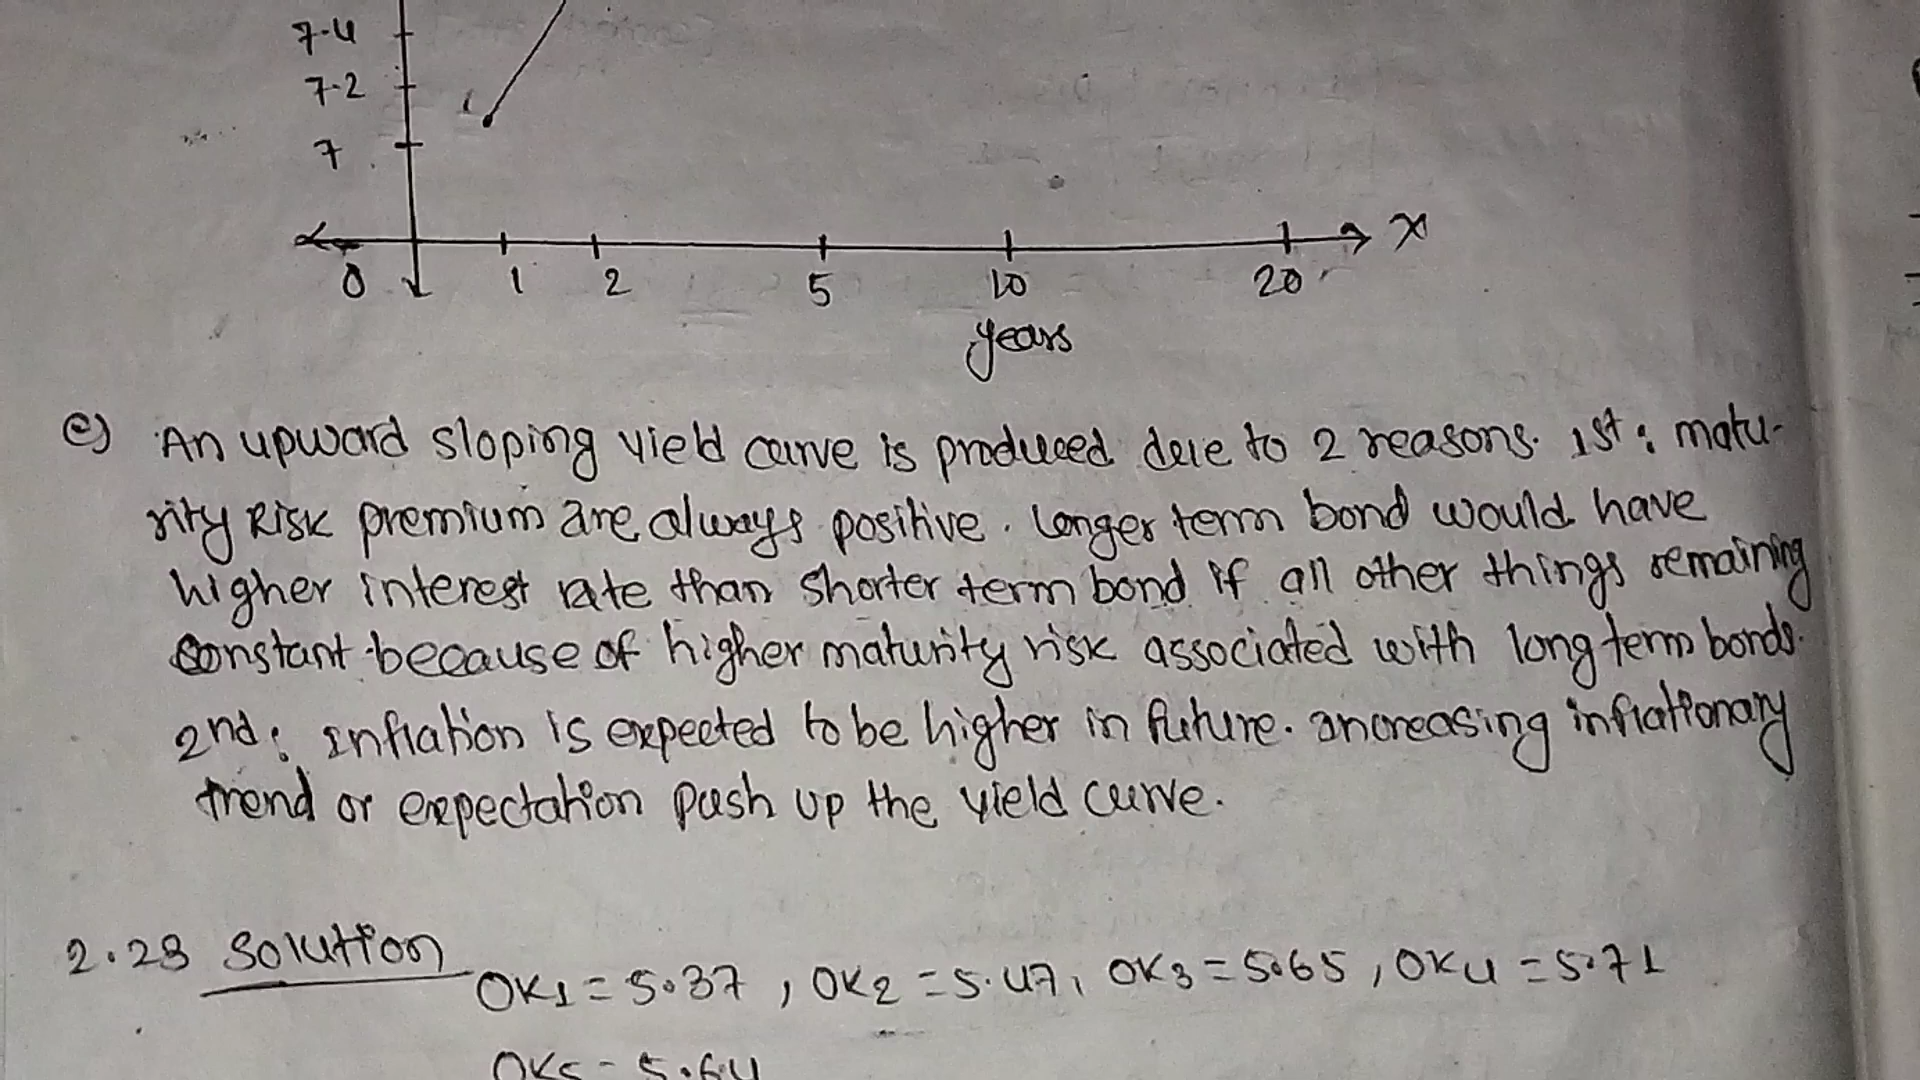 7.4
7.2
7
0 1 2 5 10 20 x
years
c) An upward sloping yield curve is produced due to 2 reasons. 1st: matu-
rity Risk premium are always positive. Longer term bond would have
higher interest rate than shorter term bond if all other things remaining
constant because of higher maturity risk associated with long term bonds.
2nd: Inflation is expected to be higher in future. Increasing inflationary
trend or expectation push up the yield curve.
2.23 Solution
OK1 = 5.37, OK2 = 5.47, OK3 = 5.65, OK4 = 5.71
OK5 = 5.64